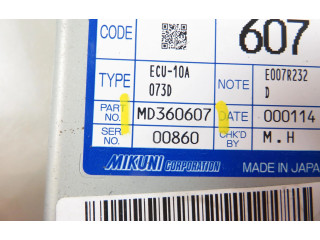 CODE 607
TYPE ECU-10A 073D NOTE E007R232 D
PART NO. MD360607 DATE 000114
SER NO. 00860 CHK'D BY M.H
MIKUNI CORPORATION MADE IN JAPA